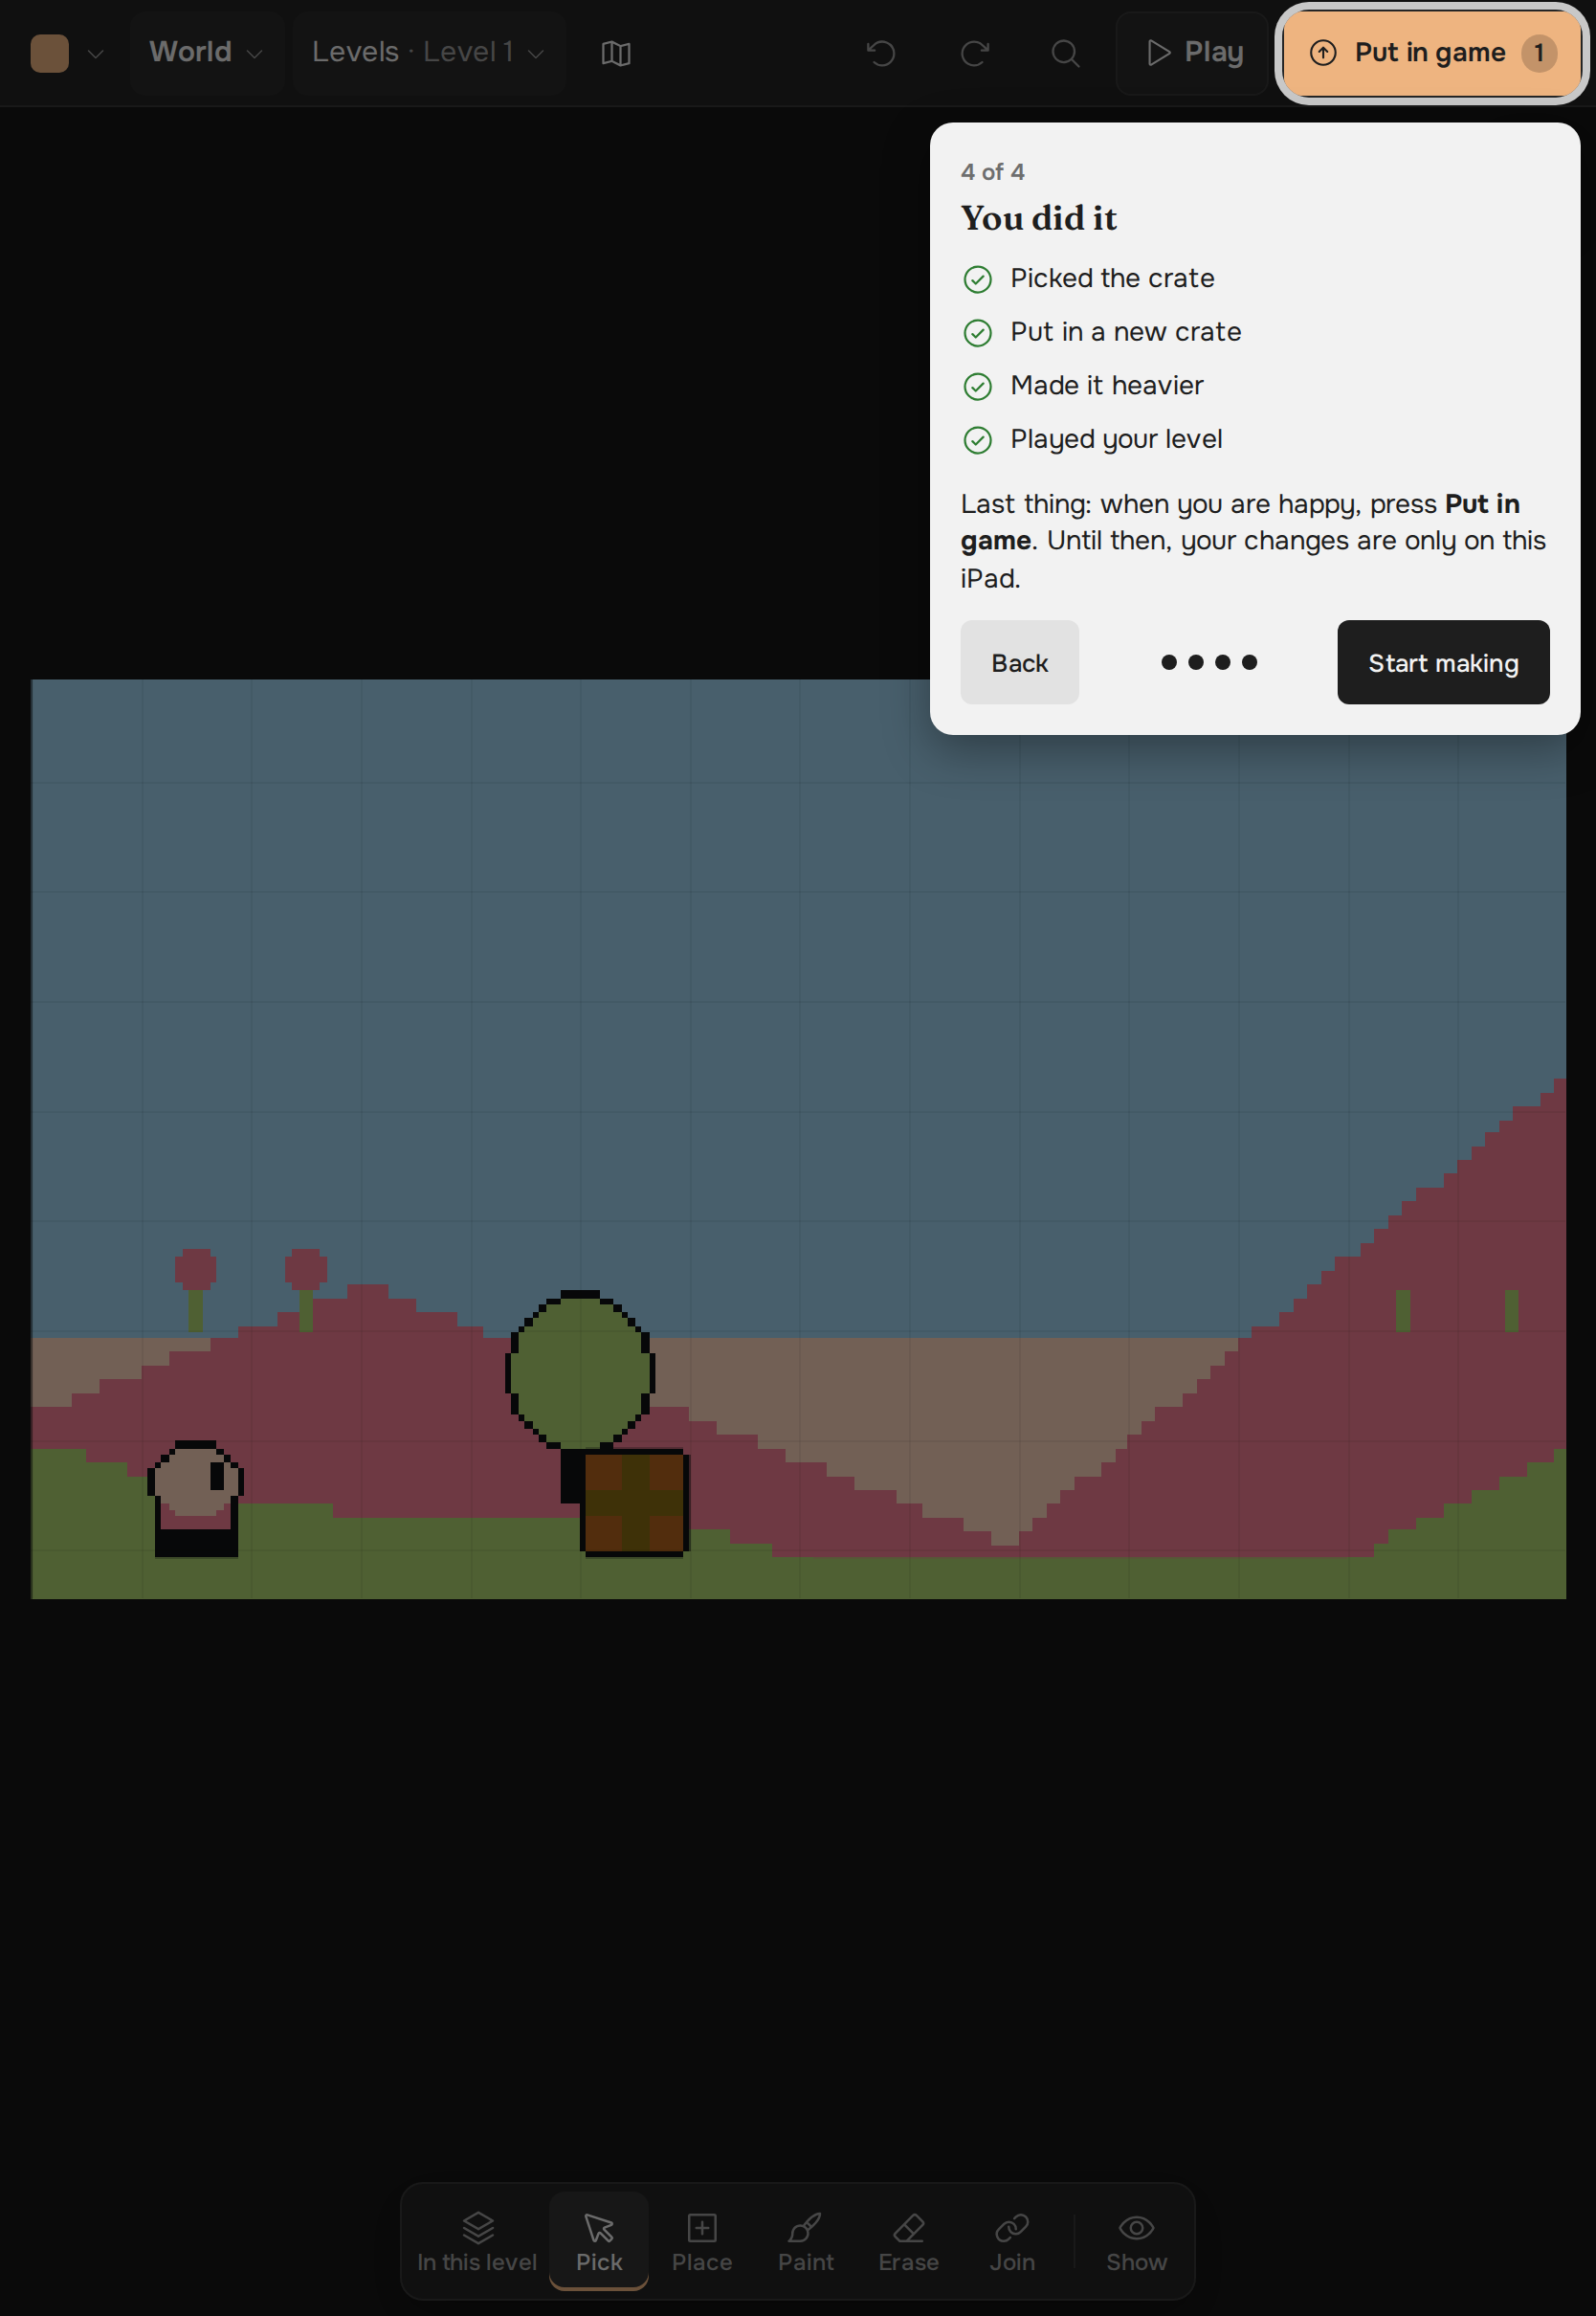 World
Levels · Level 1
Play
Put in game 1
4 of 4
You did it
Picked the crate
Put in a new crate
Made it heavier
Played your level
Last thing: when you are happy, press Put in
game. Until then, your changes are only on this
iPad.
Back
Start making
In this level
Pick
Place
Paint
Erase
Join
Show